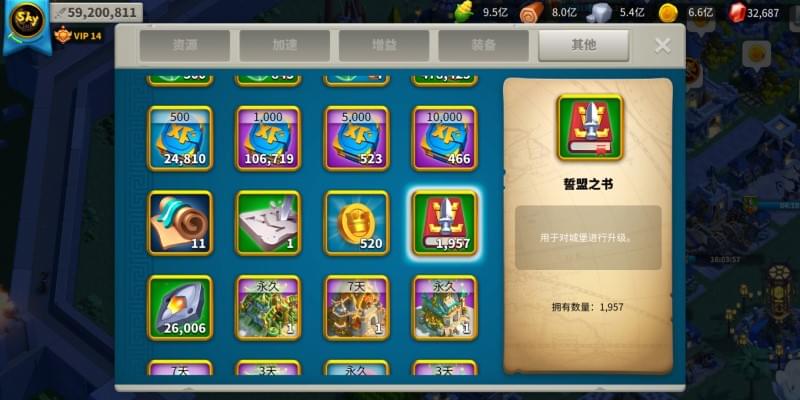 Sky
59,200,811
VIP 14
9.5亿
8.0亿
5.4亿
6.6亿
32,687
资源
加速
增益
装备
其他
500
24,810
1,000
106,719
5,000
523
10,000
466
11
1
520
1,957
26,006
永久
1
7天
1
永久
1
7天
3天
永久
3天
誓盟之书
用于对城堡进行升级。
拥有数量：1,957